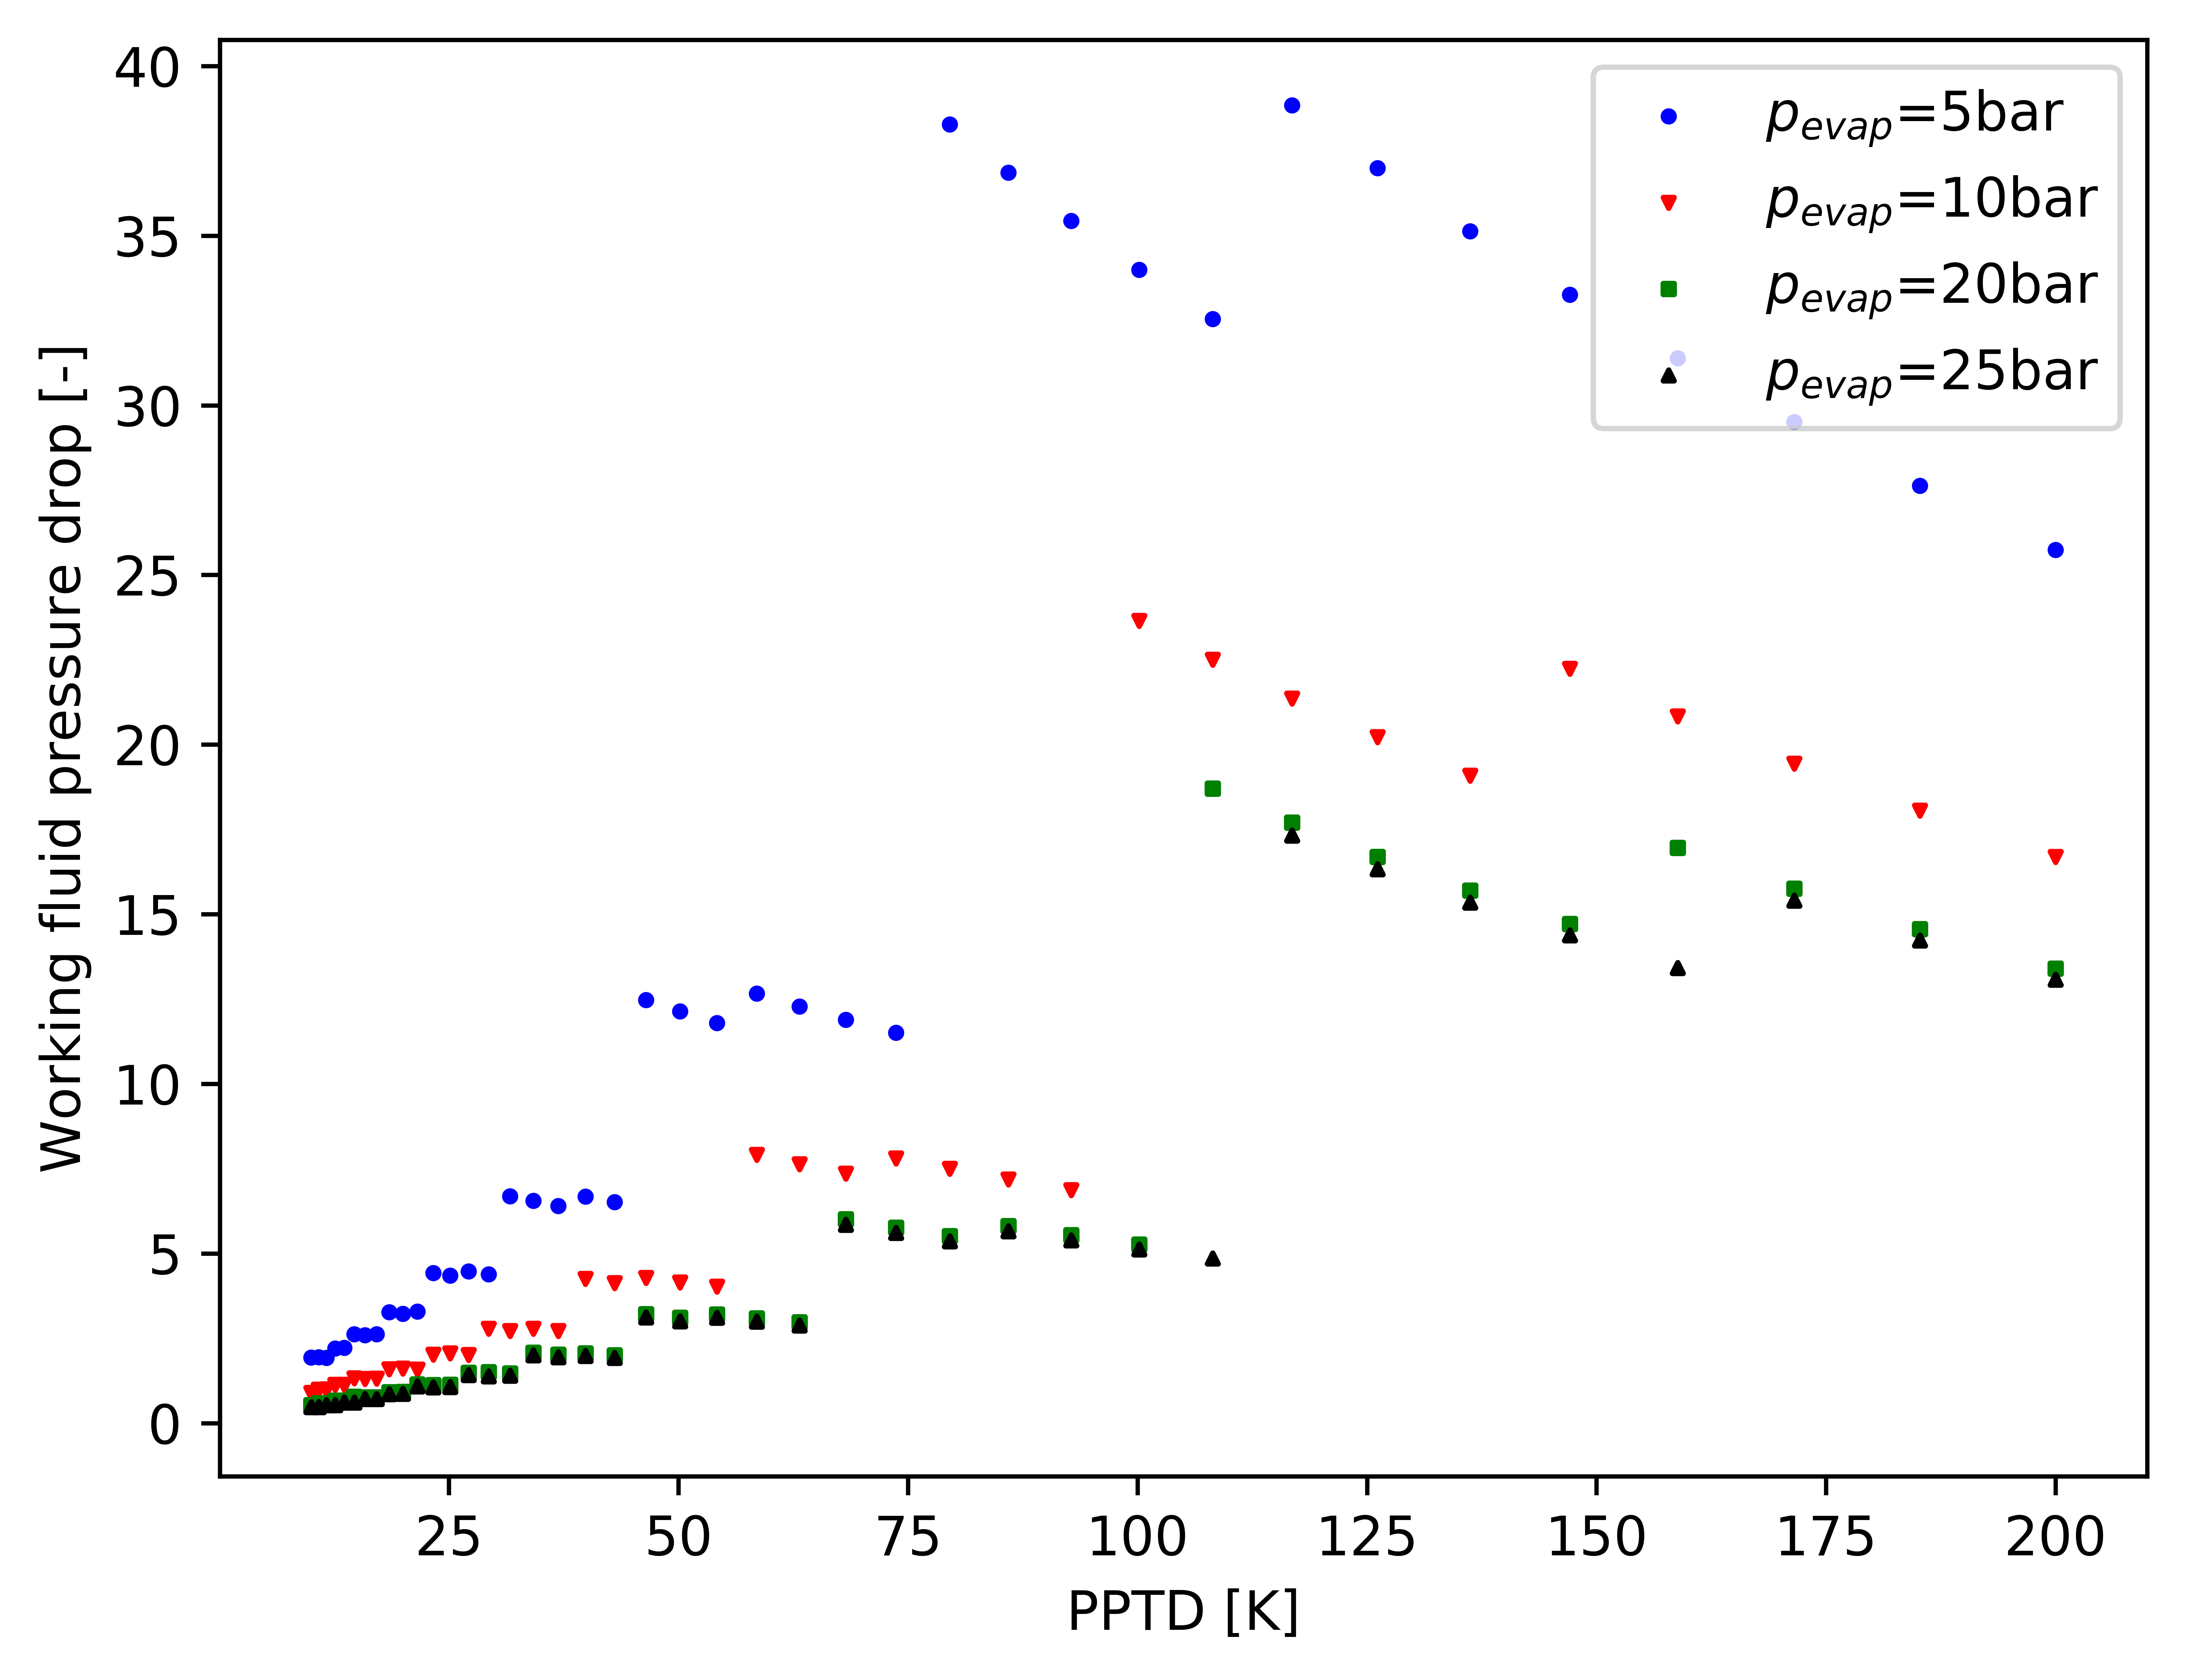 40
35
30
25
20
15
10
5
0
Working fluid pressure drop [-]
p_evap=5bar
p_evap=10bar
p_evap=20bar
p_evap=25bar
25 50 75 100 125 150 175 200
PPTD [K]